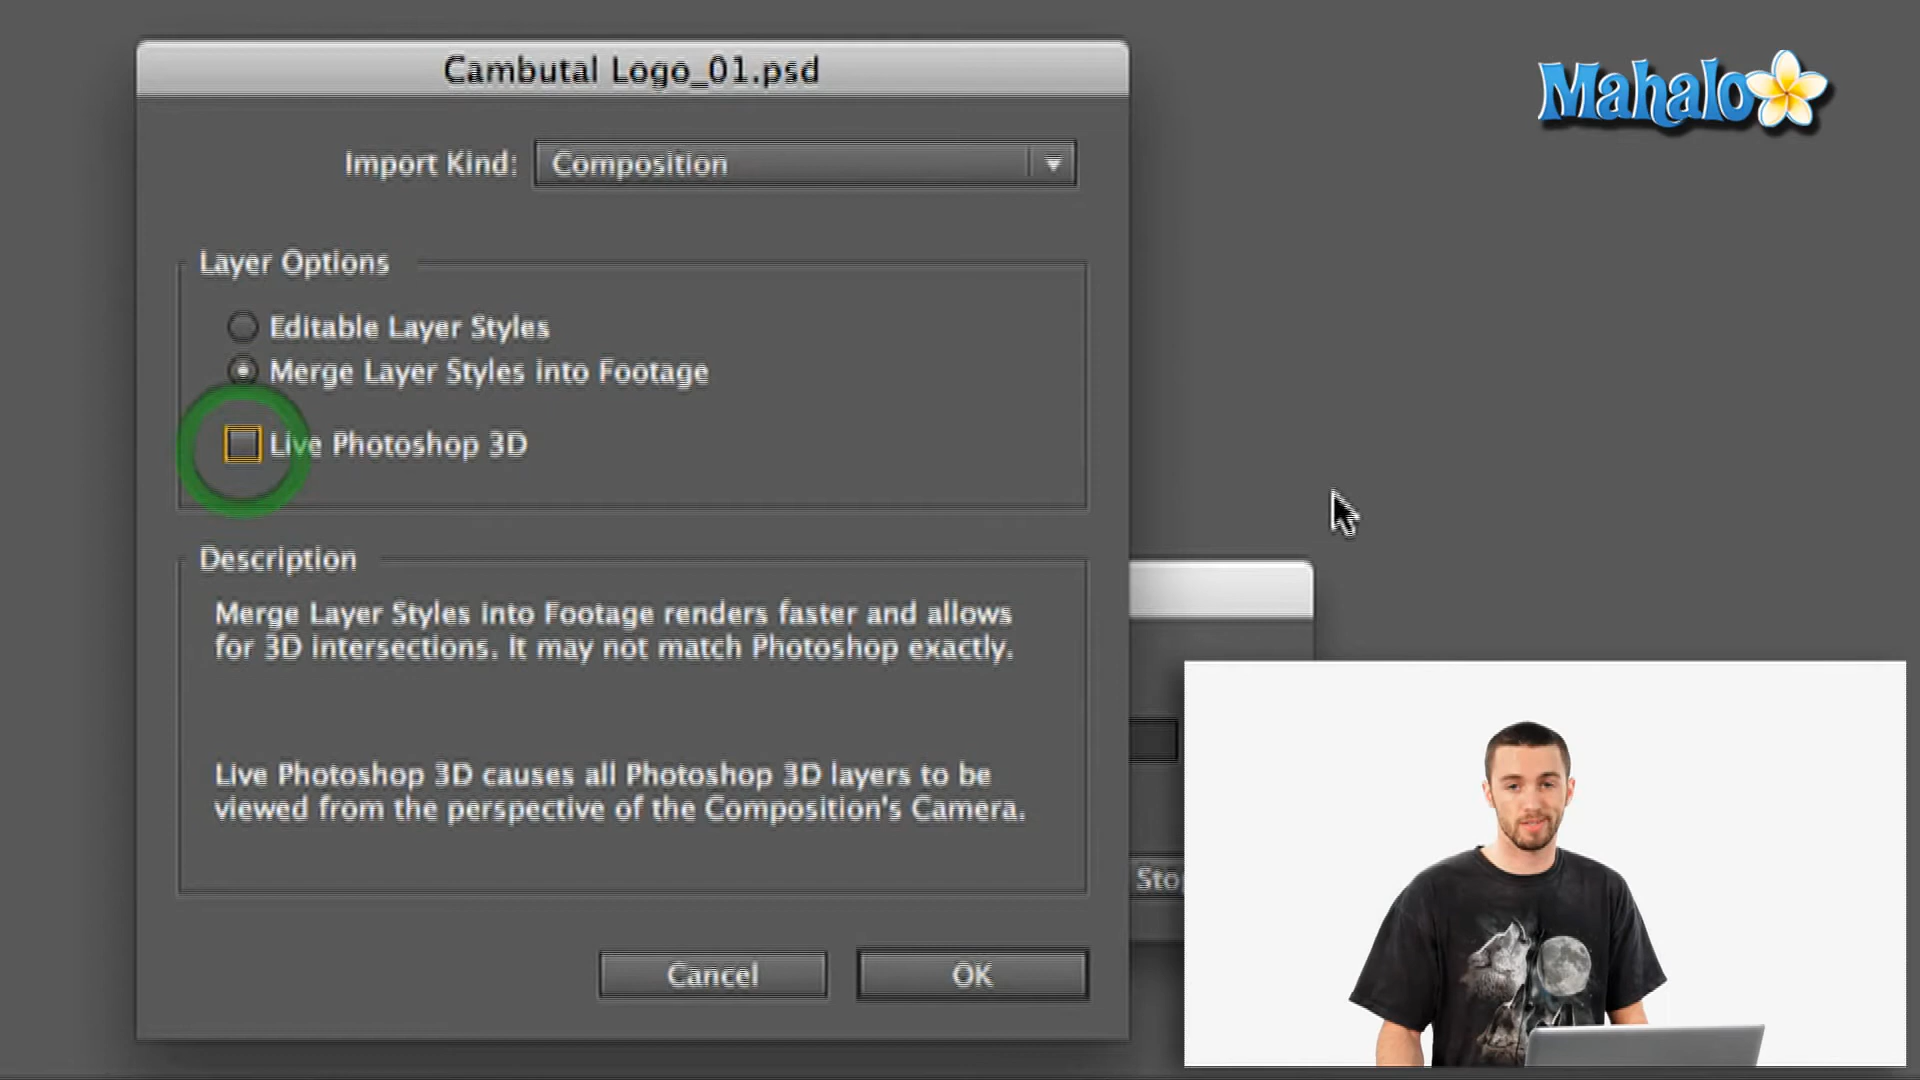 Cambutal Logo_01.psd
Mahalo
Import Kind: Composition
Layer Options
Editable Layer Styles
Merge Layer Styles into Footage
Live Photoshop 3D
Description
Merge Layer Styles into Footage renders faster and allows
for 3D intersections. It may not match Photoshop exactly.
Live Photoshop 3D causes all Photoshop 3D layers to be
viewed from the perspective of the Composition's Camera.
Sto
Cancel
OK